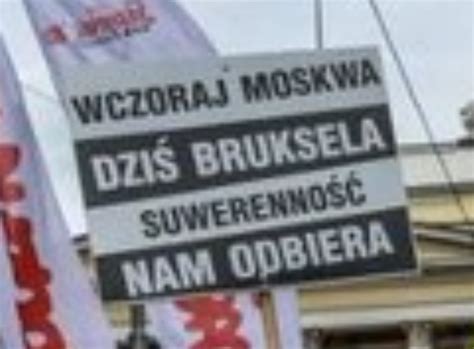 WCZORAJ MOSKWA
DZIŚ BRUKSELA
SUWERENNOŚĆ
NAM ODBIERA